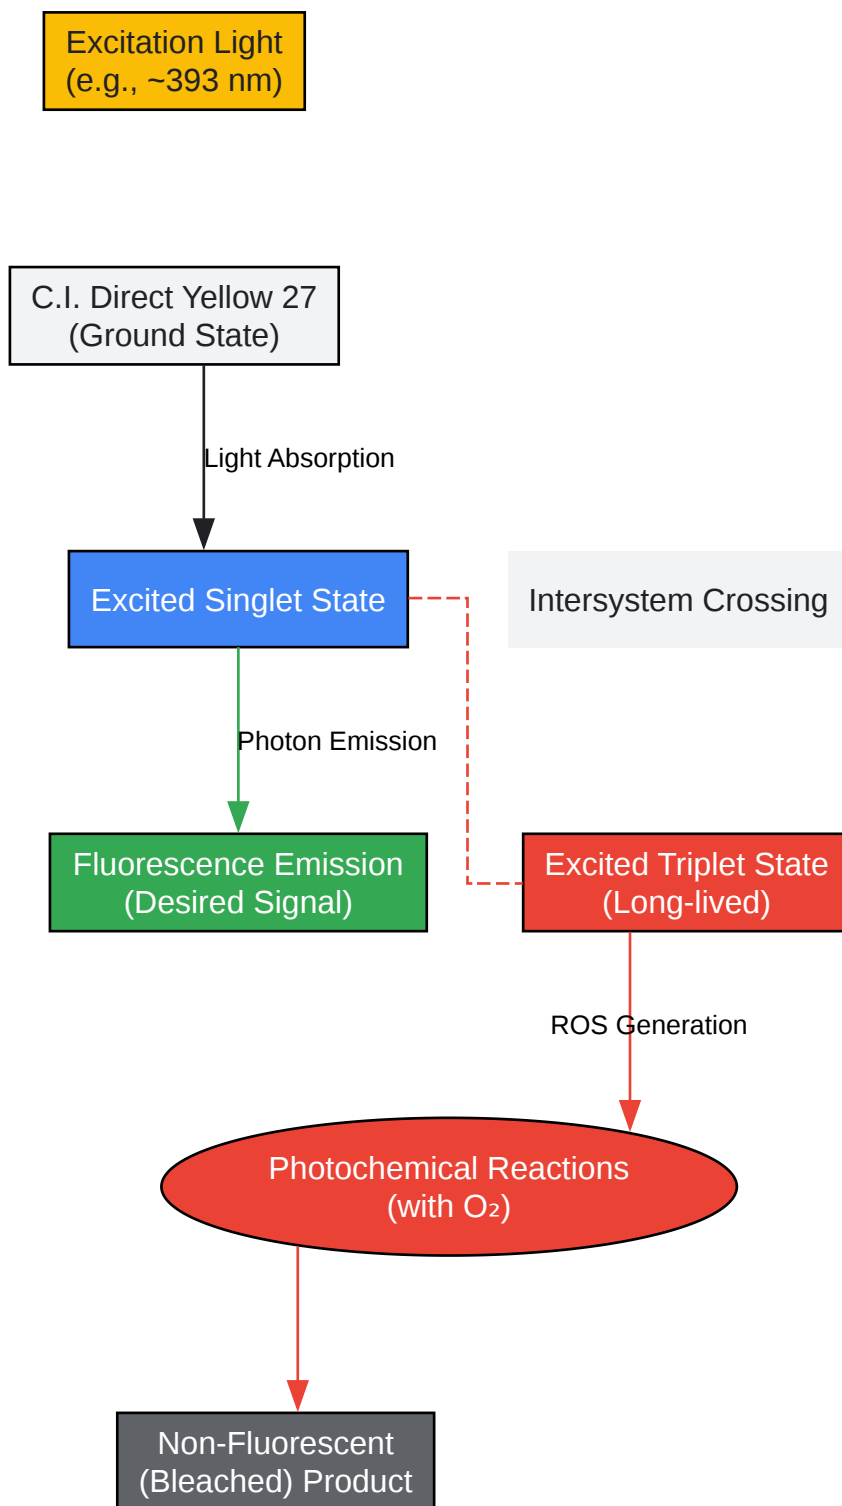 Excitation Light
(e.g., ~393 nm)
C.I. Direct Yellow 27
(Ground State)
Light Absorption
Excited Singlet State
Intersystem Crossing
Photon Emission
Fluorescence Emission
(Desired Signal)
Excited Triplet State
(Long-lived)
ROS Generation
Photochemical Reactions
(with O₂)
Non-Fluorescent
(Bleached) Product